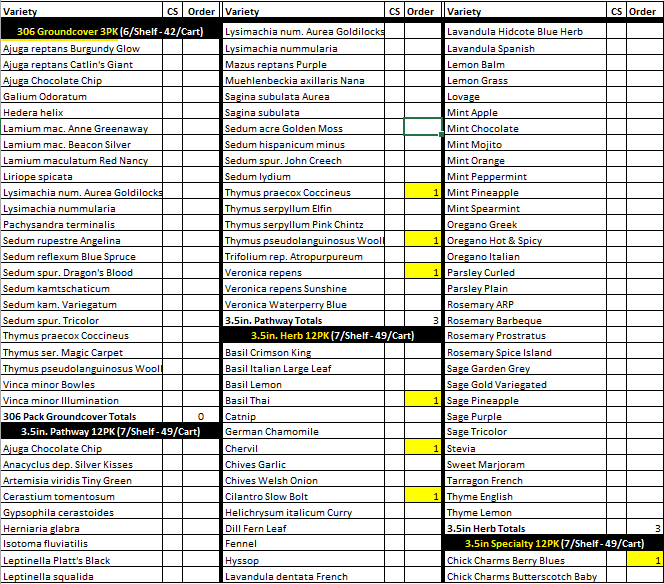 Variety CS Order
306 Groundcover 3PK (6/Shelf - 42/Cart)
Ajuga reptans Burgundy Glow
Ajuga reptans Catlin's Giant
Ajuga Chocolate Chip
Galium Odoratum
Hedera helix
Lamium mac. Anne Greenaway
Lamium mac. Beacon Silver
Lamium maculatum Red Nancy
Liriope spicata
Lysimachia num. Aurea Goldilocks
Lysimachia nummularia
Pachysandra terminalis
Sedum rupestre Angelina
Sedum reflexum Blue Spruce
Sedum spur. Dragon's Blood
Sedum kamtschaticum
Sedum kam. Variegatum
Sedum spur. Tricolor
Thymus praecox Coccineus
Thymus ser. Magic Carpet
Thymus pseudolanguinosus Wooll
Vinca minor Bowles
Vinca minor Illumination
306 Pack Groundcover Totals 0
3.5in. Pathway 12PK (7/Shelf - 49/Cart)
Ajuga Chocolate Chip
Anacyclus dep. Silver Kisses
Artemisia viridis Tiny Green
Cerastium tomentosum
Gypsophila cerastoides
Herniaria glabra
Isotoma fluviatilis
Leptinella Platt's Black
Leptinella squalida
Variety CS Order
Lysimachia num. Aurea Goldilocks
Lysimachia nummularia
Mazus reptans Purple
Muehlenbeckia axillaris Nana
Sagina subulata Aurea
Sagina subulata
Sedum acre Golden Moss
Sedum hispanicum minus
Sedum spur. John Creech
Sedum lydium
Thymus praecox Coccineus 1
Thymus serpyllum Elfin
Thymus serpyllum Pink Chintz
Thymus pseudolanguinosus Wooll 1
Trifolium rep. Atropurpureum
Veronica repens 1
Veronica repens Sunshine
Veronica Waterperry Blue
3.5in. Pathway Totals 3
3.5in. Herb 12PK (7/Shelf - 49/Cart)
Basil Crimson King
Basil Italian Large Leaf
Basil Lemon
Basil Thai 1
Catnip
German Chamomile
Chervil 1
Chives Garlic
Chives Welsh Onion
Cilantro Slow Bolt 1
Helichrysum italicum Curry
Dill Fern Leaf
Fennel
Hyssop
Lavandula dentata French
Variety CS Order
Lavandula Hidcote Blue Herb
Lavandula Spanish
Lemon Balm
Lemon Grass
Lovage
Mint Apple
Mint Chocolate
Mint Mojito
Mint Orange
Mint Peppermint
Mint Pineapple
Mint Spearmint
Oregano Greek
Oregano Hot & Spicy
Oregano Italian
Parsley Curled
Parsley Plain
Rosemary ARP
Rosemary Barbeque
Rosemary Prostratus
Rosemary Spice Island
Sage Garden Grey
Sage Gold Variegated
Sage Pineapple
Sage Purple
Sage Tricolor
Stevia
Sweet Marjoram
Tarragon French
Thyme English
Thyme Lemon
3.5in Herb Totals 3
3.5in Specialty 12PK (7/Shelf - 49/Cart)
Chick Charms Berry Blues 1
Chick Charms Butterscotch Baby